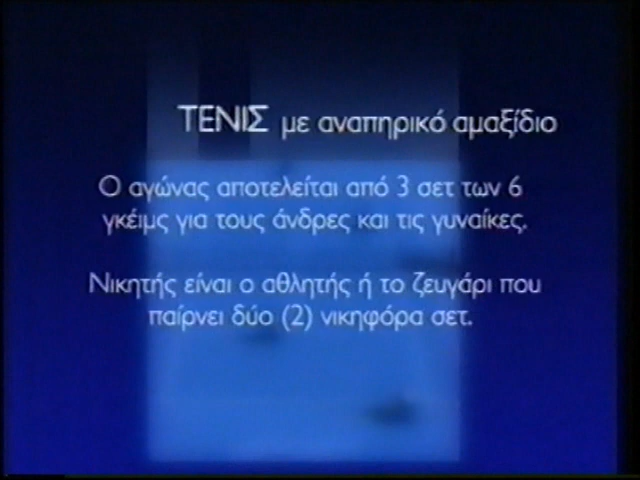 ΤΕΝΙΣ με αναπηρικό αμαξίδιο
Ο αγώνας αποτελείται από 3 σετ των 6
γκέιμς για τους άνδρες και τις γυναίκες.
Νικητής είναι ο αθλητής ή το ζευγάρι που
παίρνει δύο (2) νικηφόρα σετ.